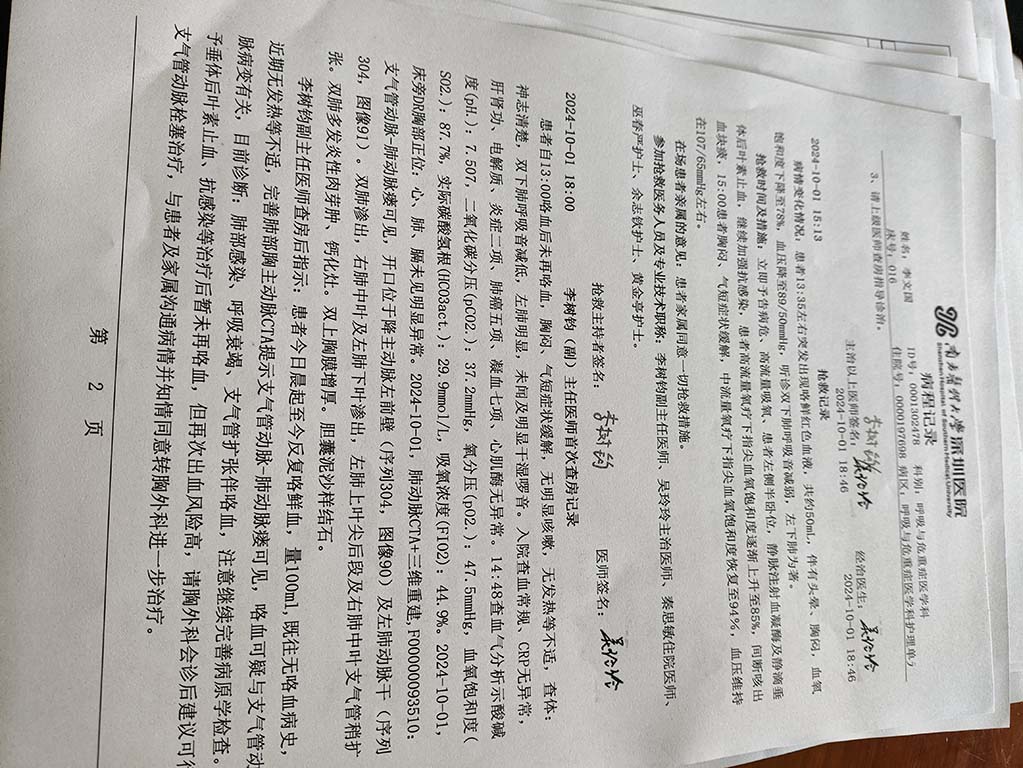 南方医科大学深圳医院
Shenzhen Hospital of Southern Medical University
病程记录
姓名：李文国 ID号：0001302478 科别：呼吸与危重症医学科
床号：016 住院号：0000197698 病区：呼吸与危重症医学科护理单
3、请上级医师查房指导诊治。
主治以上医师签名： 经治医生：
2024-10-01 18:46 2024-10-01 18:46
抢救记录
2024-10-01 15:13
病情变化情况：患者13:35左右突发出现咯鲜红色血液，共约50mL，伴有头晕、胸闷，血氧
饱和度下降至78%，血压降至89/50mmHg，听诊双下肺呼吸音减弱，左下肺为著。
抢救时间及措施：立即予告病危、高流量吸氧、患者左侧半卧位，静脉注射血凝酶及静滴垂
体后叶素止血，继续加强抗感染，患者高流量氧疗下指尖血氧饱和度逐渐上升至85%，间断咳出
血块痰，15:00患者胸闷、气短症状缓解，中流量氧疗下指尖血氧饱和度恢复至94%，血压维持
在107/65mmHg左右。
在场患者亲属的意见：患者家属同意一切抢救措施。
参加抢救医务人员及专业技术职称：李树钧副主任医师、吴玲玲主治医师、秦思敏住院医师、
巫春严护士、余志铁护士、黄金亭护士。
抢救主持者签名：李树钧 医师签名：
2024-10-01 18:00 李树钧（副）主任医师首次查房记录
患者自13:00咯血后未再咯血，胸闷、气短症状缓解，无明显咳嗽，无发热等不适，查体：
神志清楚，双下肺呼吸音减低，左肺明显，未闻及明显干湿啰音。入院查血常规、CRP无异常，
肝肾功、电解质、炎症二项、肺癌五项、凝血七项、心肌酶无异常。14:48查血气分析示酸碱
度(pH.)：7.507，二氧化碳分压(pCO2.)：37.2mmHg，氧分压(pO2.)：47.5mmHg，血氧饱和度(
SO2.)：87.7%，实际碳酸氢根(HCO3act.)：29.9mmol/L，吸氧浓度(FIO2)：44.9%。2024-10-01，
床旁DR胸部正位：心、肺、膈未见明显异常。2024-10-01，肺动脉CTA+三维重建,F00000093510：
支气管动脉-肺动脉瘘可见，开口位于降主动脉左前壁（序列304，图像90）及左肺动脉干（序列
304，图像91）。双肺渗出，右肺中叶及左肺下叶渗出，左肺上叶尖后段及右肺中叶支气管稍扩
张。双肺多发炎性肉芽肿、钙化灶。双上胸膜增厚。胆囊泥沙样结石。
李树钧副主任医师查房后指示：患者今日晨起至今反复咯鲜血，量100ml,既往无咯血病史，
近期无发热等不适，完善肺部胸主动脉CTA提示支气管动脉-肺动脉瘘可见，咯血可疑与支气管动
脉病变有关，目前诊断：肺部感染、呼吸衰竭、支气管扩张伴咯血，注意继续完善病原学检查。
予垂体后叶素止血、抗感染等治疗后暂未再咯血，但再次出血风险高，请胸外科会诊后建议可行
支气管动脉栓塞治疗，与患者及家属沟通病情并知情同意转胸外科进一步治疗。
第 2 页